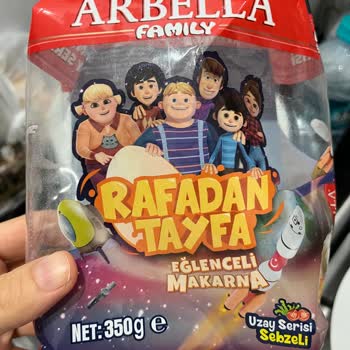 ARBELLA
FAMILY
RAFADAN
TAYFA
EĞLENCELİ
MAKARNA
NET: 350g e
Uzay Serisi
Sebzeli